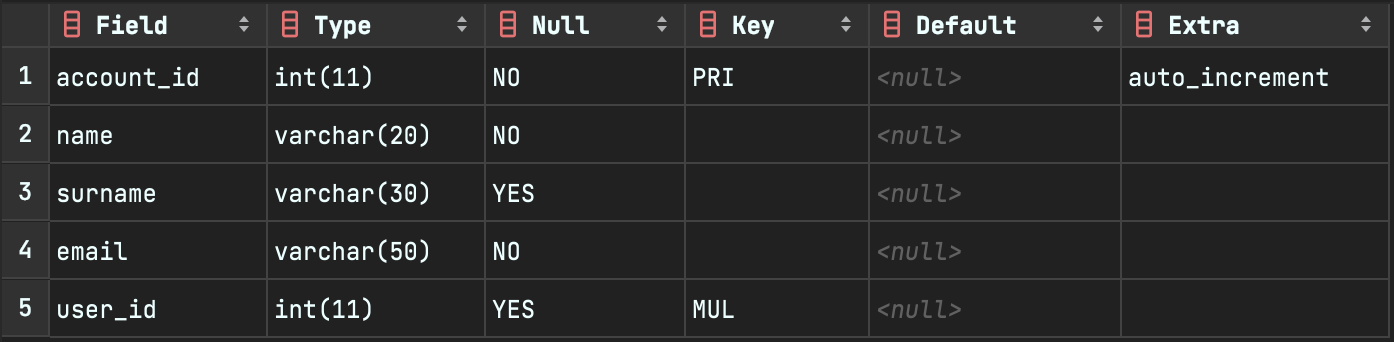 Field Type Null Key Default Extra
1 account_id int(11) NO PRI <null> auto_increment
2 name varchar(20) NO <null>
3 surname varchar(30) YES <null>
4 email varchar(50) NO <null>
5 user_id int(11) YES MUL <null>